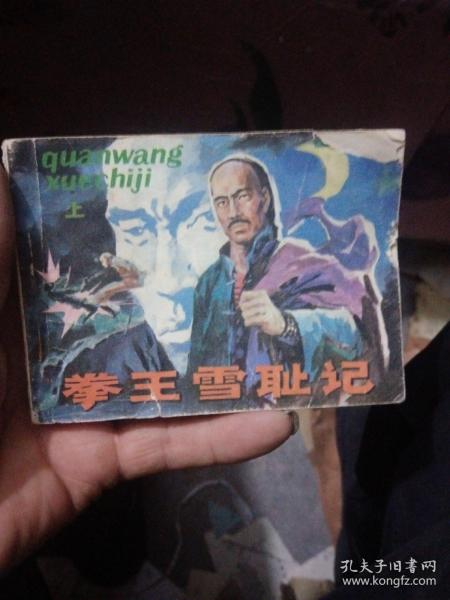 quanwang
xuechiji
上
拳王雪耻记
孔夫子旧书网
www.kongfz.com